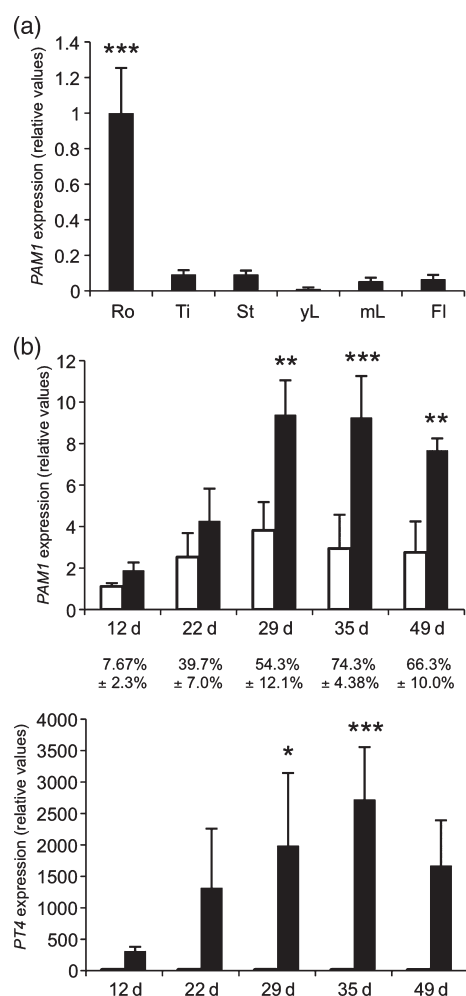 (a)
PAM1 expression (relative values)
1.4
1.2
1
0.8
0.6
0.4
0.2
0
***
Ro Ti St yL mL Fl
(b)
PAM1 expression (relative values)
12
10
8
6
4
2
0
** *** **
12 d 22 d 29 d 35 d 49 d
7.67% 39.7% 54.3% 74.3% 66.3%
± 2.3% ± 7.0% ± 12.1% ± 4.38% ± 10.0%
PT4 expression (relative values)
4000
3500
3000
2500
2000
1500
1000
500
0
* ***
12 d 22 d 29 d 35 d 49 d